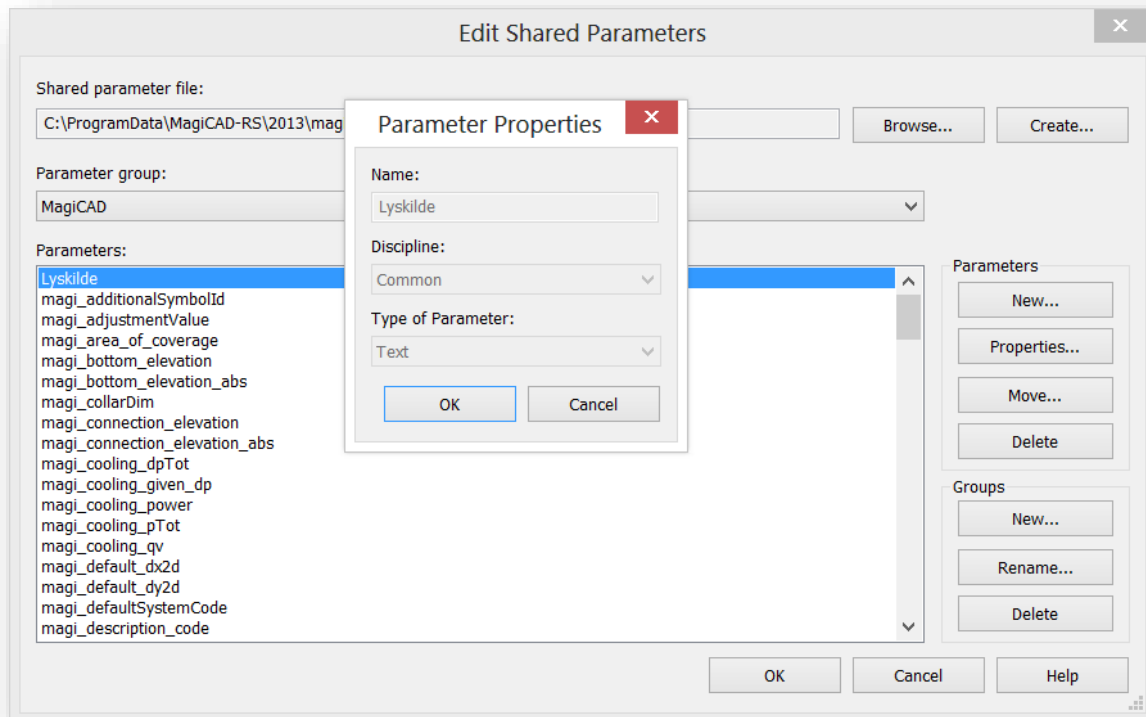 Edit Shared Parameters
Shared parameter file:
C:\ProgramData\MagiCAD-RS\2013\mag
Browse...
Create...
Parameter group:
MagiCAD
Parameters:
Lyskilde
magi_additionalSymbolId
magi_adjustmentValue
magi_area_of_coverage
magi_bottom_elevation
magi_bottom_elevation_abs
magi_collarDim
magi_connection_elevation
magi_connection_elevation_abs
magi_cooling_dpTot
magi_cooling_given_dp
magi_cooling_power
magi_cooling_pTot
magi_cooling_qv
magi_default_dx2d
magi_default_dy2d
magi_defaultSystemCode
magi_description_code
Parameter Properties
Name:
Lyskilde
Discipline:
Common
Type of Parameter:
Text
OK
Cancel
Parameters
New...
Properties...
Move...
Delete
Groups
New...
Rename...
Delete
OK
Cancel
Help